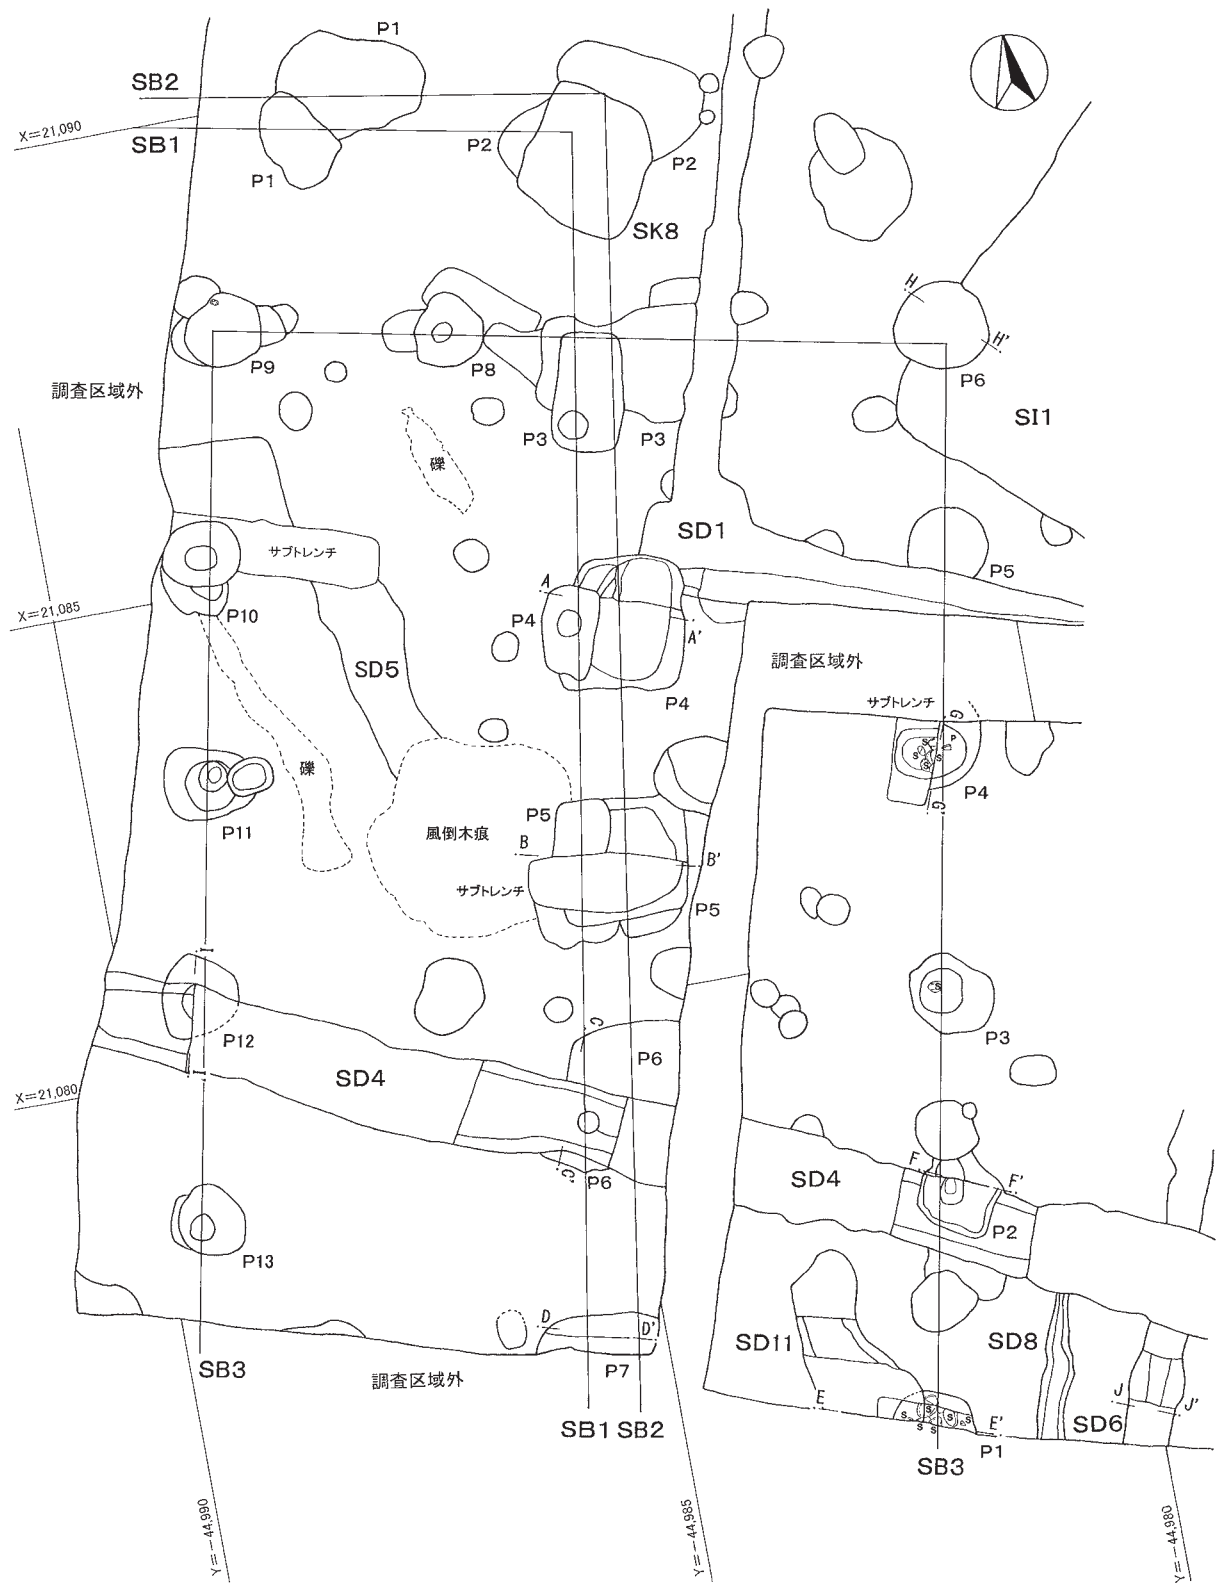 P1
SB2
X=21,090
SB1
P2
P2
P1
SK8
H
H'
P9
P8
P6
調査区域外
SI1
P3
P3
礫
SD1
サブトレンチ
P5
A
X=21,085
P10
P4
A'
調査区域外
SD5
P4
サブトレンチ
G
P
S
S
S
S
S
礫
P4
G'
P11
P5
風倒木痕
B
B'
サブトレンチ
P5
I
S
C
P12
P6
P3
I'
SD4
X=21,080
F
F'
SD4
C'
P6
P2
P13
D
D'
SD11
SD8
P7
SB3
調査区域外
J
J'
E
S
S
S
S
S
S
E'
SD6
SB1
SB2
P1
SB3
Y=-44,990
Y=-44,985
Y=-44,980